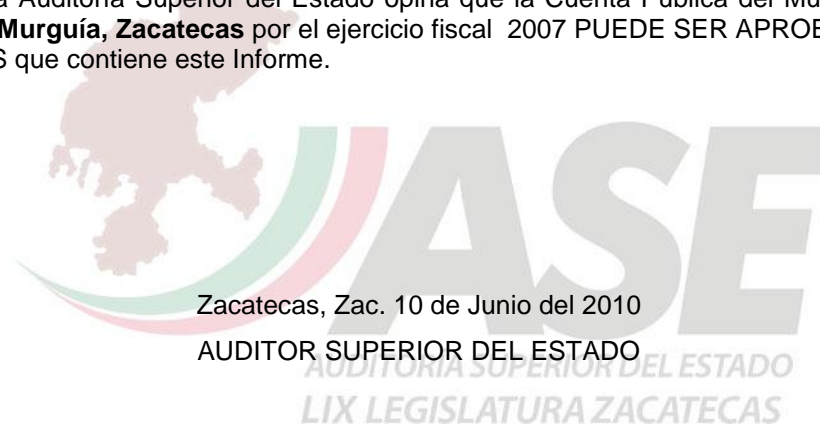 Auditoría Superior del Estado opina que la Cuenta Pública del
Murguía, Zacatecas por el ejercicio fiscal 2007 PUEDE SER
que contiene este Informe.
ASE
Zacatecas, Zac. 10 de Junio del 2010
AUDITOR SUPERIOR DEL ESTADO
AUDITORIA SUPERIOR DEL ESTADO
LIX LEGISLATURA ZACATECAS